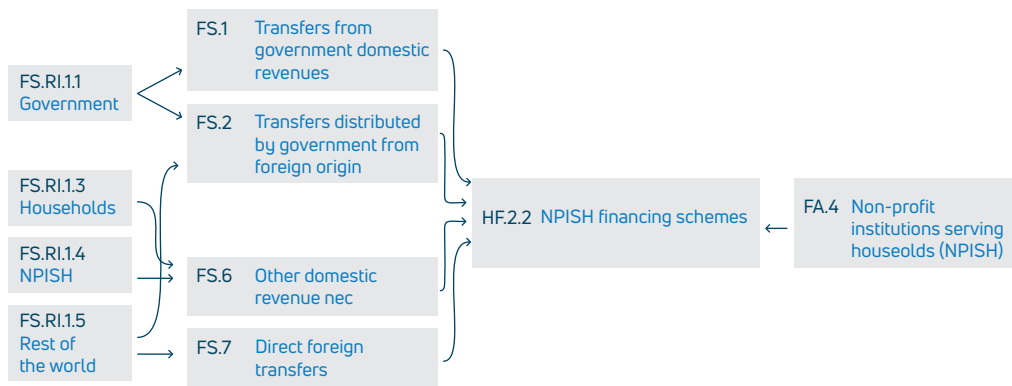 FS.RI.1.1
Government
FS.RI.1.3
Households
FS.RI.1.4
NPISH
FS.RI.1.5
Rest of
the world
FS.1 Transfers from
government domestic
revenues
FS.2 Transfers distributed
by government from
foreign origin
FS.6 Other domestic
revenue nec
FS.7 Direct foreign
transfers
HF.2.2 NPISH financing schemes
FA.4 Non-profit
institutions serving
houseolds (NPISH)